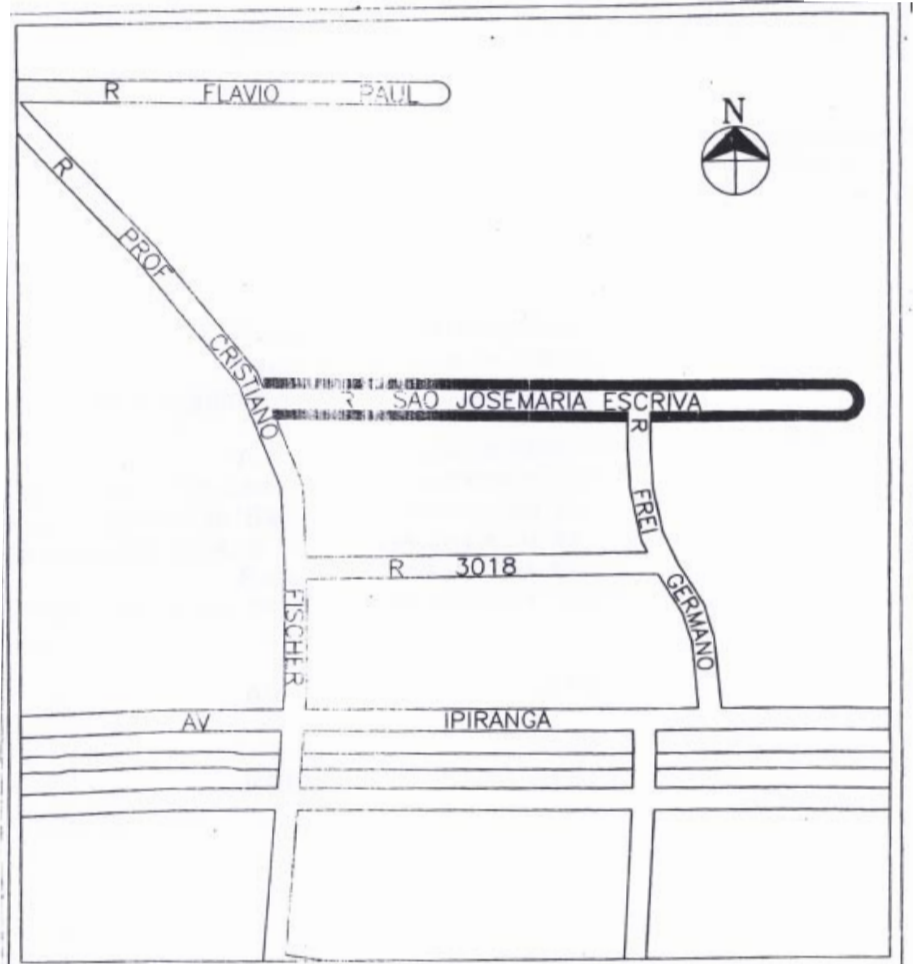 R FLAVIO PAUL
N
R PROF CRISTIANO FISCHER
R SAO JOSEMARIA ESCRIVA
R FREI GERMANO
R 3018
AV IPIRANGA